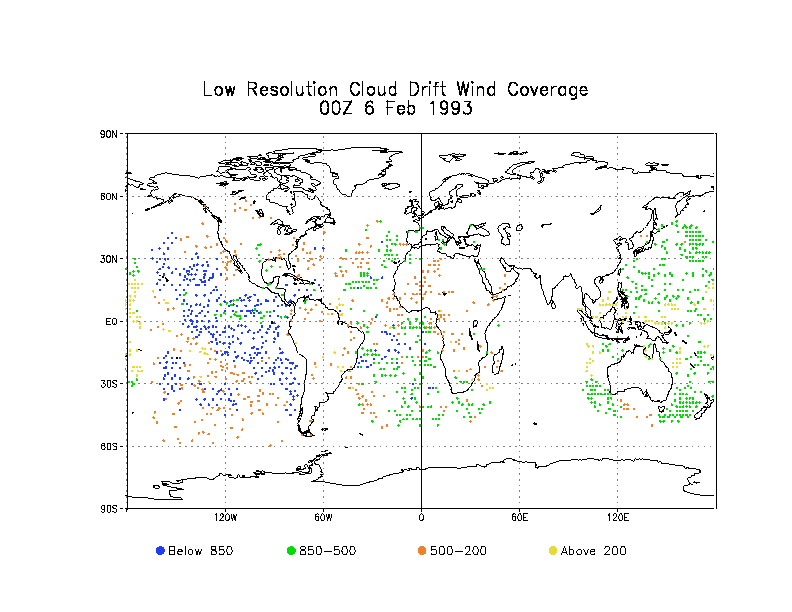 Low Resolution Cloud Drift Wind Coverage
00Z 6 Feb 1993
90N
60N
30N
EQ
30S
60S
90S
120W 60W 0 60E 120E
Below 850 850-500 500-200 Above 200